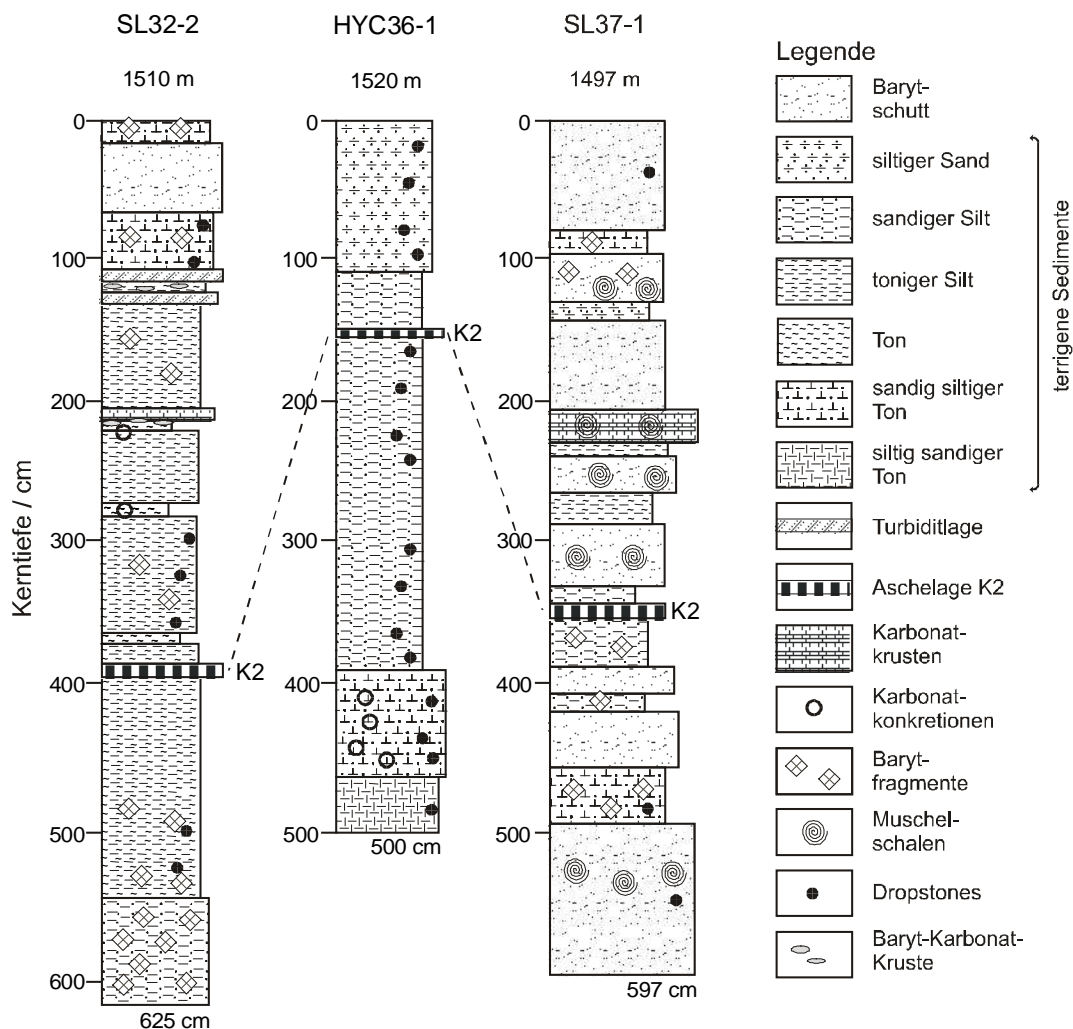 SL32-2
HYC36-1
SL37-1
1510 m
1520 m
1497 m
0
100
200
300
400
500
600
Kerntiefe / cm
K2
625 cm
0
100
200
300
400
500
K2
500 cm
0
100
200
300
400
500
K2
597 cm
Legende
Baryt-
schutt
siltiger Sand
sandiger Silt
toniger Silt
Ton
sandig siltiger
Ton
siltig sandiger
Ton
terrigene Sedimente
Turbiditlage
Aschelage K2
Karbonat-
krusten
Karbonat-
konkretionen
Baryt-
fragmente
Muschel-
schalen
Dropstones
Baryt-Karbonat-
Kruste